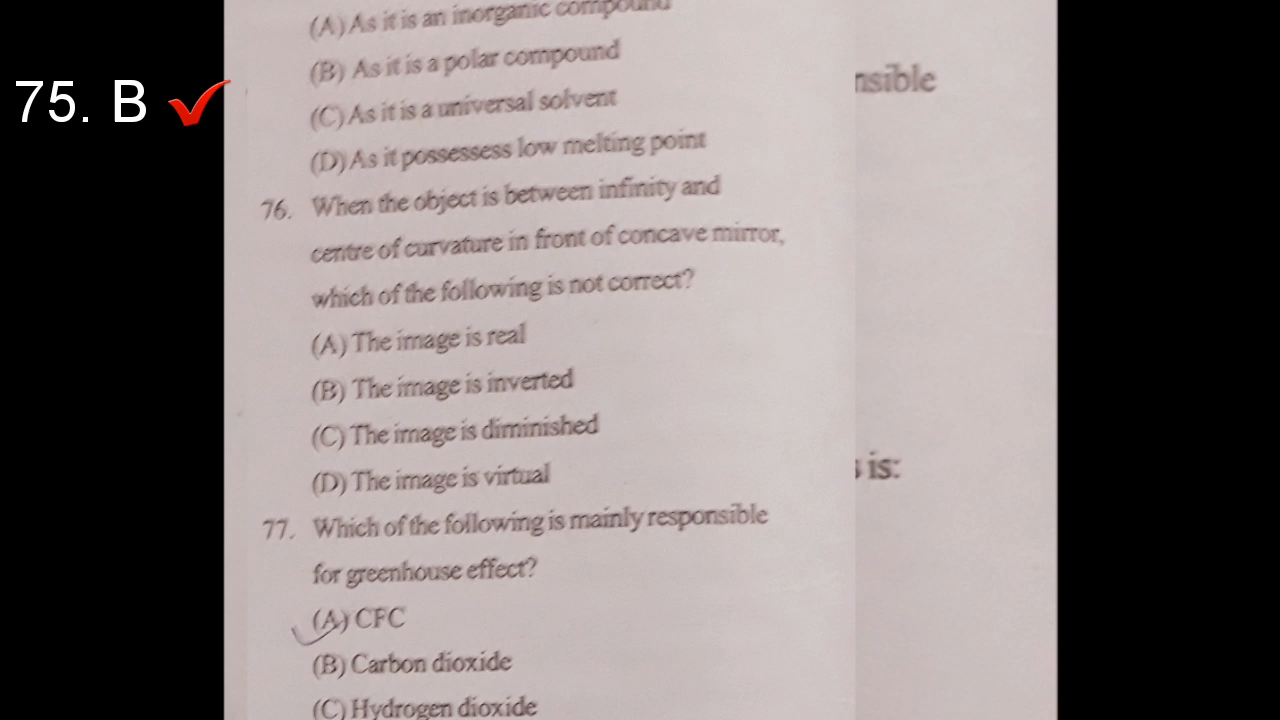 75. B
(A) As it is an inorganic compound
(B) As it is a polar compound
(C) As it is a universal solvent
(D) As it possessess low melting point
76. When the object is between infinity and
centre of curvature in front of concave mirror,
which of the following is not correct?
(A) The image is real
(B) The image is inverted
(C) The image is diminished
(D) The image is virtual
77. Which of the following is mainly responsible
for greenhouse effect?
(A) CFC
(B) Carbon dioxide
(C) Hydrogen dioxide
nsible
is: